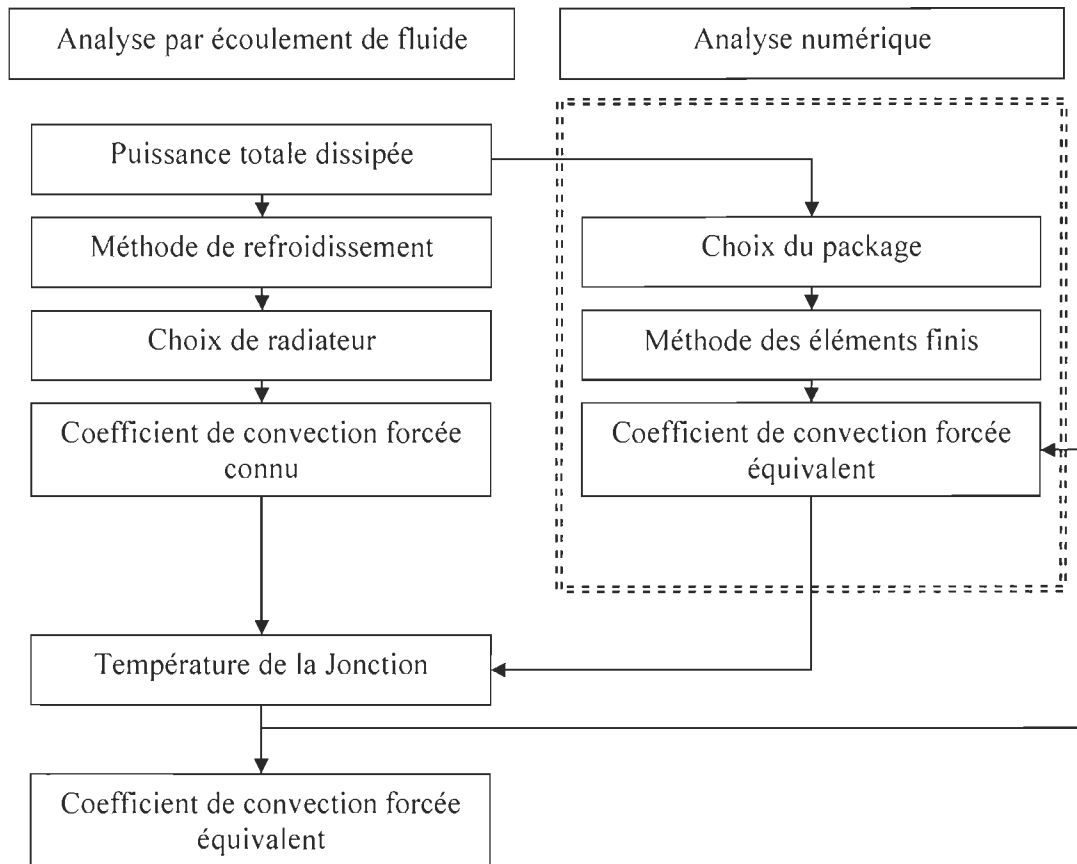 Analyse par écoulement de fluide
Analyse numérique
Puissance totale dissipée
Méthode de refroidissement
Choix du package
Choix de radiateur
Méthode des éléments finis
Coefficient de convection forcée
connu
Coefficient de convection forcée
équivalent
Température de la Jonction
Coefficient de convection forcée
équivalent